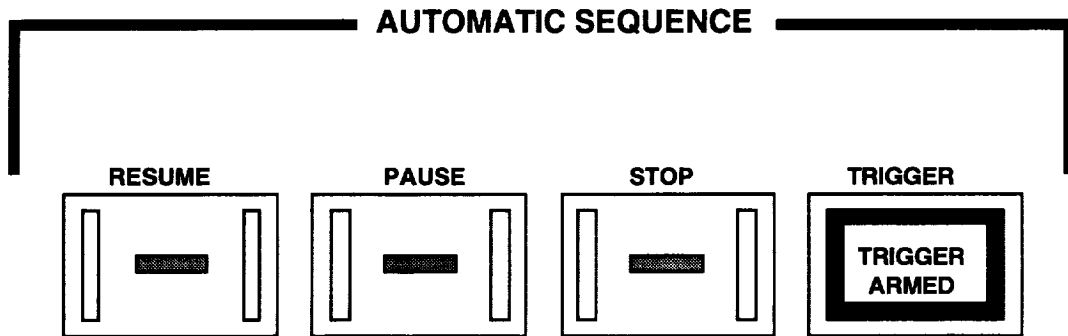 AUTOMATIC SEQUENCE
RESUME PAUSE STOP TRIGGER
TRIGGER
ARMED